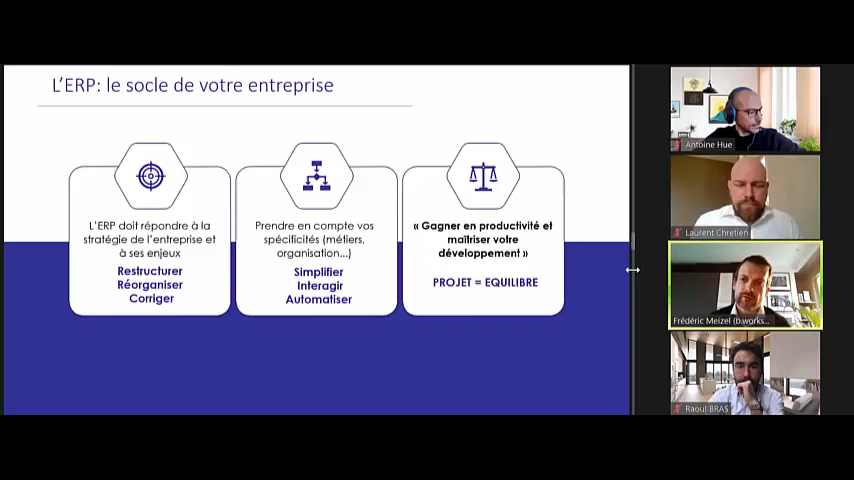 L'ERP: le socle de votre entreprise
L'ERP doit répondre à la
stratégie de l'entreprise et
à ses enjeux
Restructurer
Réorganiser
Corriger
Prendre en compte vos
spécificités (métiers,
organisation...)
Simplifier
Interagir
Automatiser
« Gagner en productivité et
maîtriser votre
développement »
PROJET = EQUILIBRE
Antoine Hue
Laurent Chretien
Frédéric Meizel (b.works...
Raoul BRAS